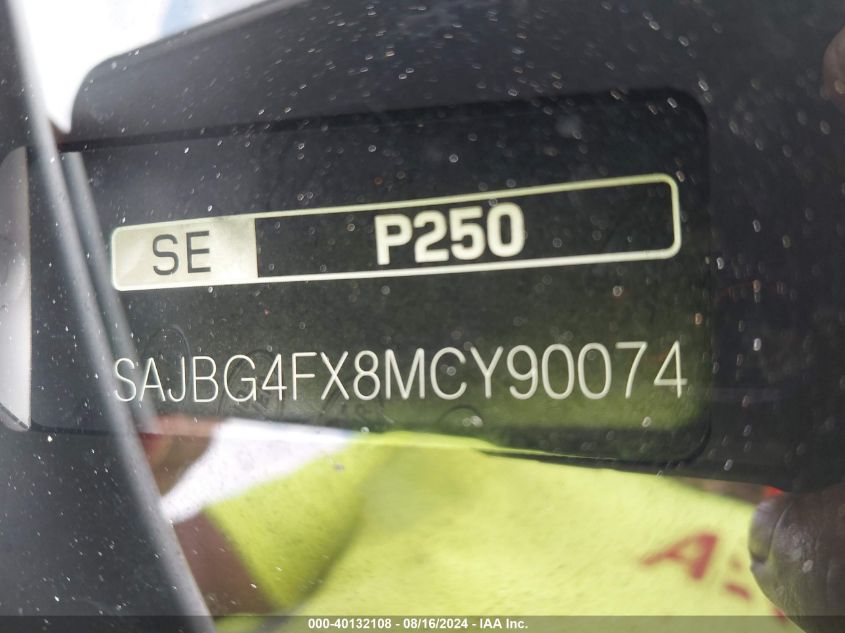 SE P250
SAJBG4FX8MCY90074
000-40132108 - 08/16/2024 - IAA Inc.